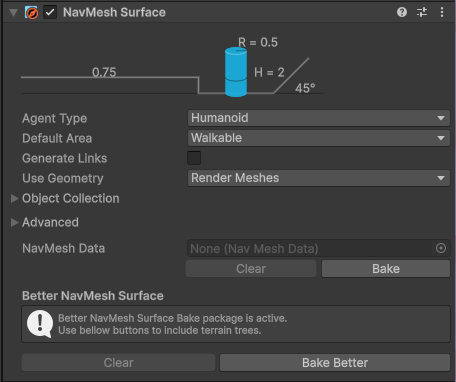 NavMesh Surface
R = 0.5
0.75
H = 2
45°
Agent Type
Humanoid
Default Area
Walkable
Generate Links
Use Geometry
Render Meshes
Object Collection
Advanced
NavMesh Data
None (Nav Mesh Data)
Clear
Bake
Better NavMesh Surface
Better NavMesh Surface Bake package is active.
Use bellow buttons to include terrain trees.
Clear
Bake Better